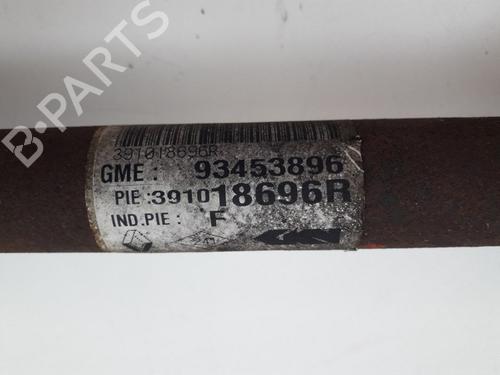 B-PARTS
391018696R
GME : 93453896
PIE :391018696R
IND.PIE : F